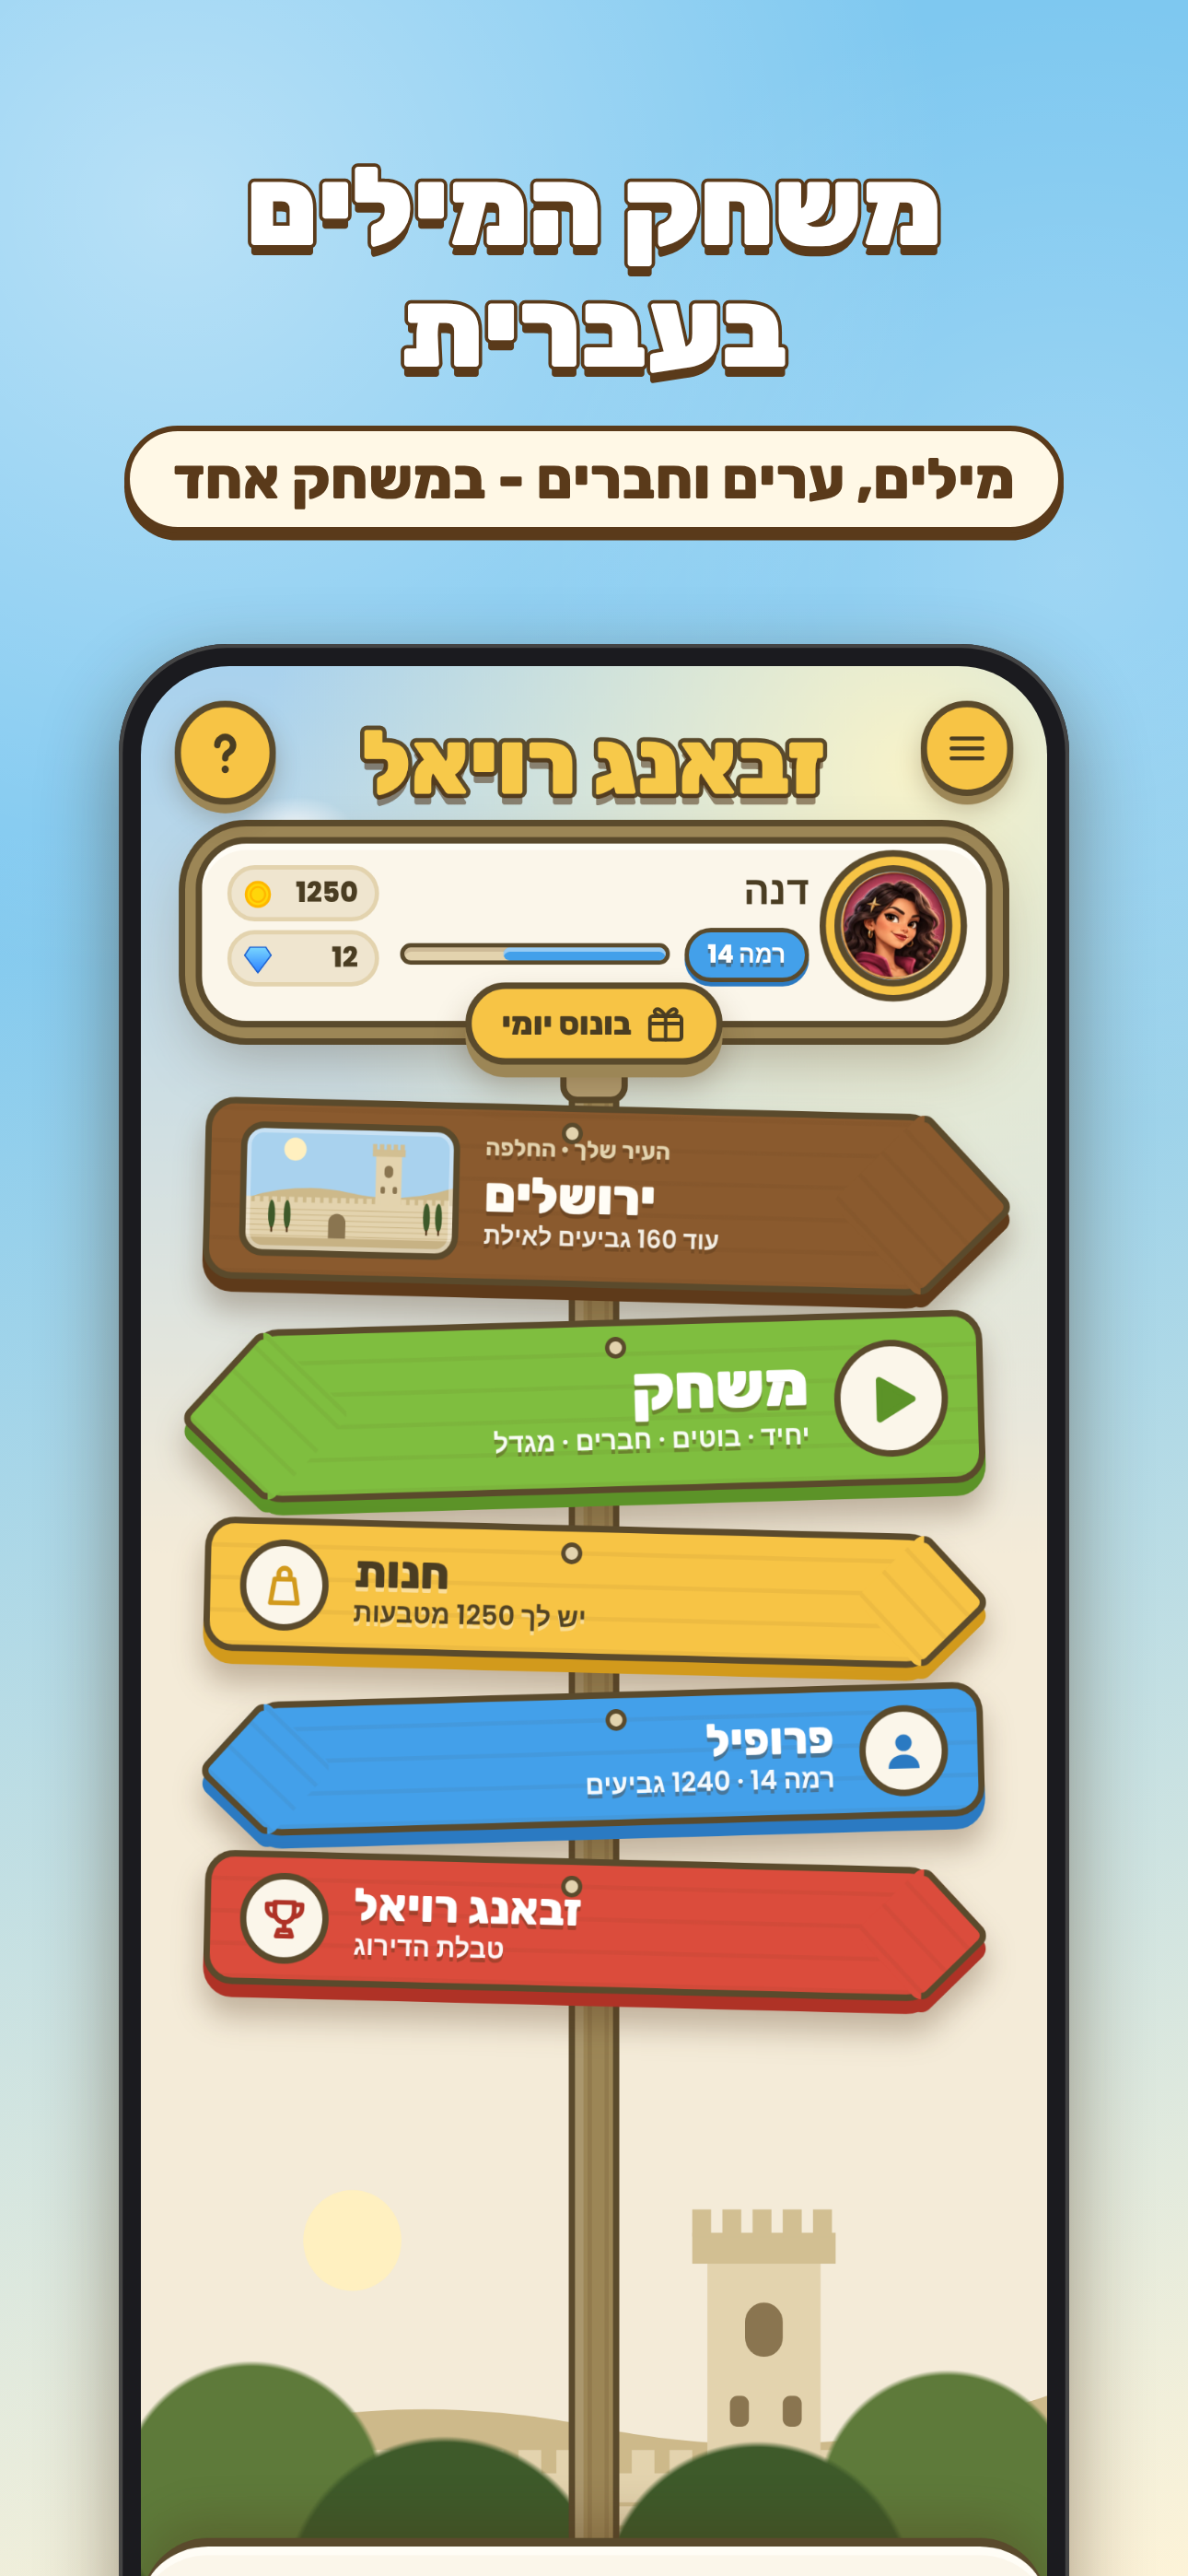 משחק המילים
בעברית
מילים, ערים וחברים - במשחק אחד
?
זבאנג רויאל
דנה
1250
רמה 14
12
בונוס יומי
העיר שלך · החלפה
ירושלים
עוד 160 גביעים לאילת
משחק
יחיד · בוטים · חברים · מגדל
חנות
יש לך 1250 מטבעות
פרופיל
רמה 14 · 1240 גביעים
זבאנג רויאל
טבלת הדירוג